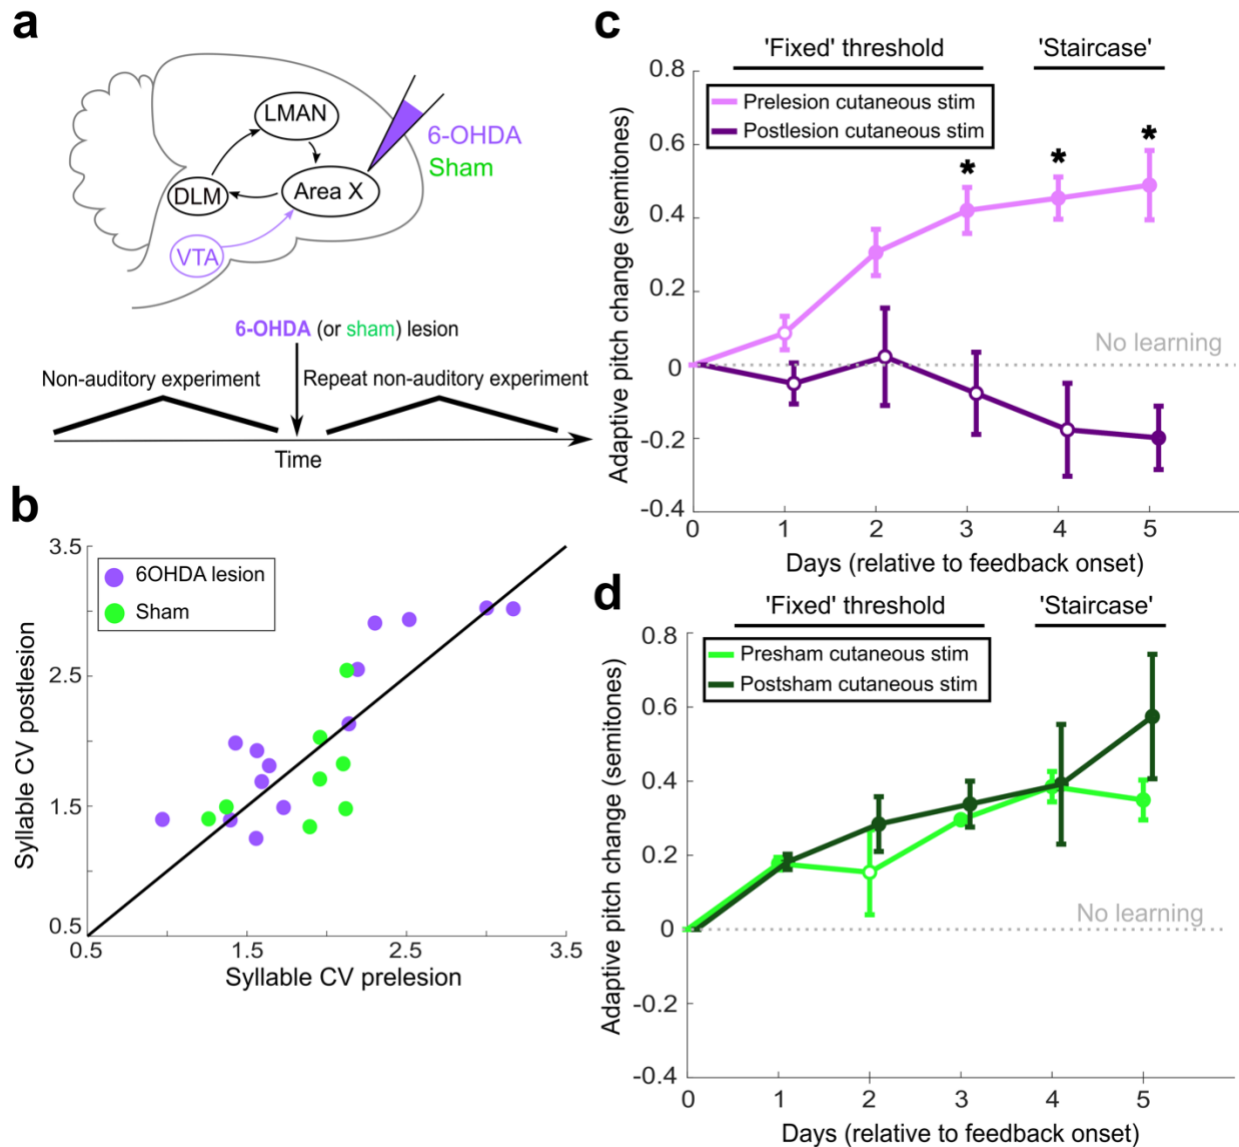 a
LMAN
6-OHDA
Sham
DLM
Area X
VTA
6-OHDA (or sham) lesion
Non-auditory experiment
Repeat non-auditory experiment
Time
b
3.5
2.5
1.5
0.5
Syllable CV postlesion
6OHDA lesion
Sham
0.5
1.5
2.5
3.5
Syllable CV prelesion
c
'Fixed' threshold
'Staircase'
0.8
0.6
0.4
0.2
0
-0.2
-0.4
Adaptive pitch change (semitones)
Prelesion cutaneous stim
Postlesion cutaneous stim
*
*
*
No learning
0
1
2
3
4
5
Days (relative to feedback onset)
d
'Fixed' threshold
'Staircase'
0.8
0.6
0.4
0.2
0
-0.2
-0.4
Adaptive pitch change (semitones)
Presham cutaneous stim
Postsham cutaneous stim
No learning
0
1
2
3
4
5
Days (relative to feedback onset)